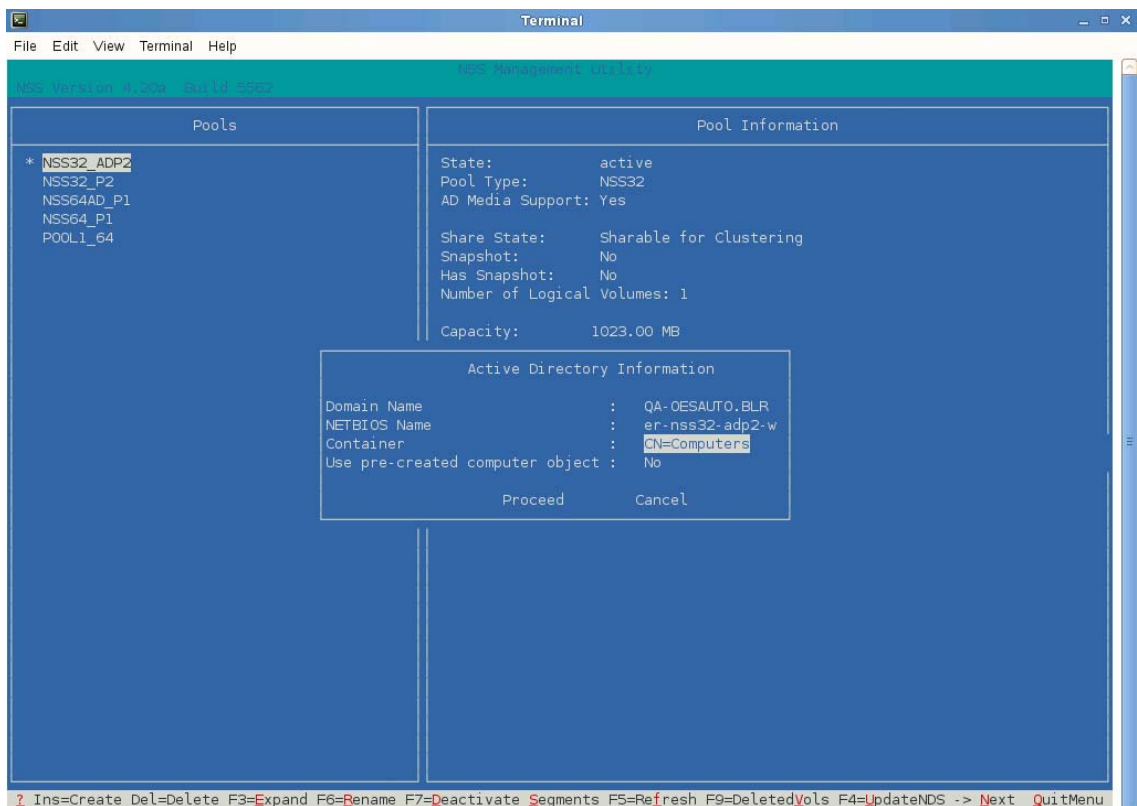 Terminal
File Edit View Terminal Help
NSS Management Utility
NSS Version 4.20a Build 5562
Pools
* NSS32_ADP2
NSS32_P2
NSS64AD_P1
NSS64_P1
POOL1_64
Pool Information
State: active
Pool Type: NSS32
AD Media Support: Yes
Share State: Sharable for Clustering
Snapshot: No
Has Snapshot: No
Number of Logical Volumes: 1
Capacity: 1023.00 MB
Active Directory Information
Domain Name : QA-OESAUTO.BLR
NETBIOS Name : er-nss32-adp2-w
Container : CN=Computers
Use pre-created computer object : No
Proceed Cancel
? Ins=Create Del=Delete F3=Expand F6=Rename F7=Deactivate Segments F5=Refresh F9=DeletedVols F4=UpdateNDS -> Next QuitMenu